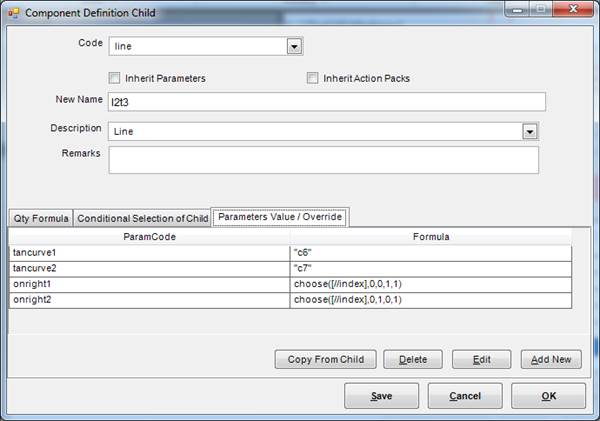 Component Definition Child
Code line
Inherit Parameters Inherit Action Packs
New Name l2t3
Description Line
Remarks
Qty Formula Conditional Selection of Child Parameters Value / Override
ParamCode Formula
tancurve1 "c6"
tancurve2 "c7"
onright1 choose([//index],0,0,1,1)
onright2 choose([//index],0,1,0,1)
Copy From Child Delete Edit Add New
Save Cancel OK